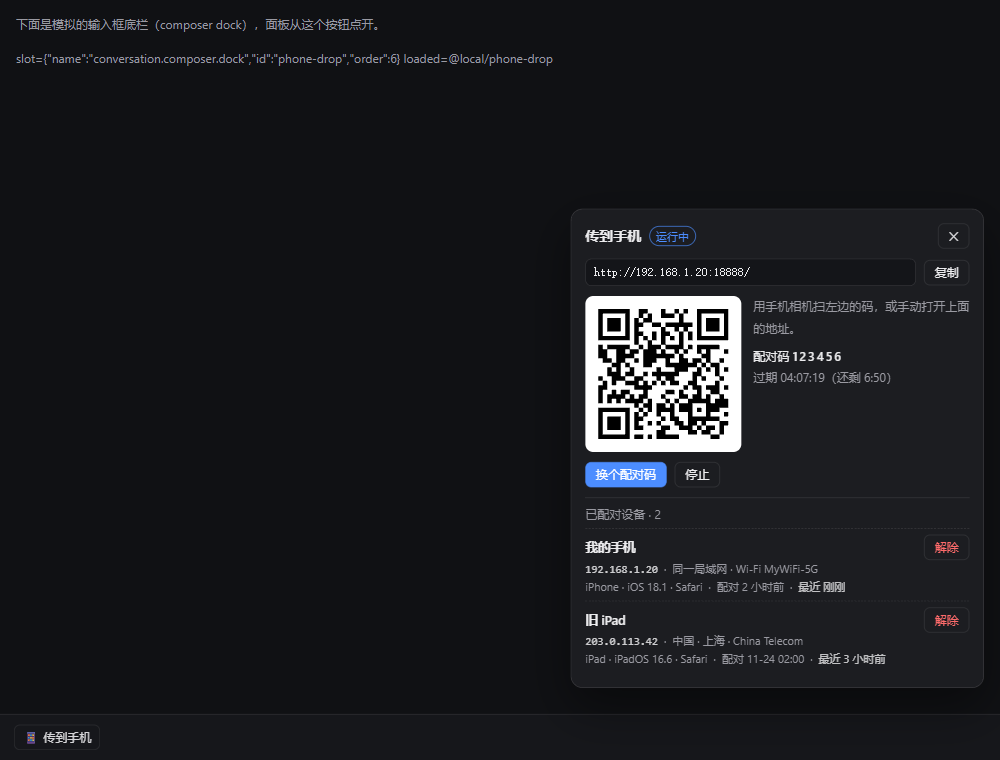 下面是模拟的输入框底栏（composer dock），面板从这个按钮点开。
slot={"name":"conversation.composer.dock","id":"phone-drop","order":6} loaded=@local/phone-drop
传到手机 运行中 ×
http://192.168.1.20:18888/ 复制
用手机相机扫左边的码，或手动打开上面
的地址。
配对码 123456
过期 04:07:19（还剩 6:50）
换个配对码 停止
已配对设备 · 2
我的手机 解除
192.168.1.20 · 同一局域网 · Wi-Fi MyWiFi-5G
iPhone · iOS 18.1 · Safari · 配对 2 小时前 · 最近 刚刚
旧 iPad 解除
203.0.113.42 · 中国 · 上海 · China Telecom
iPad · iPadOS 16.6 · Safari · 配对 11-24 02:00 · 最近 3 小时前
传到手机